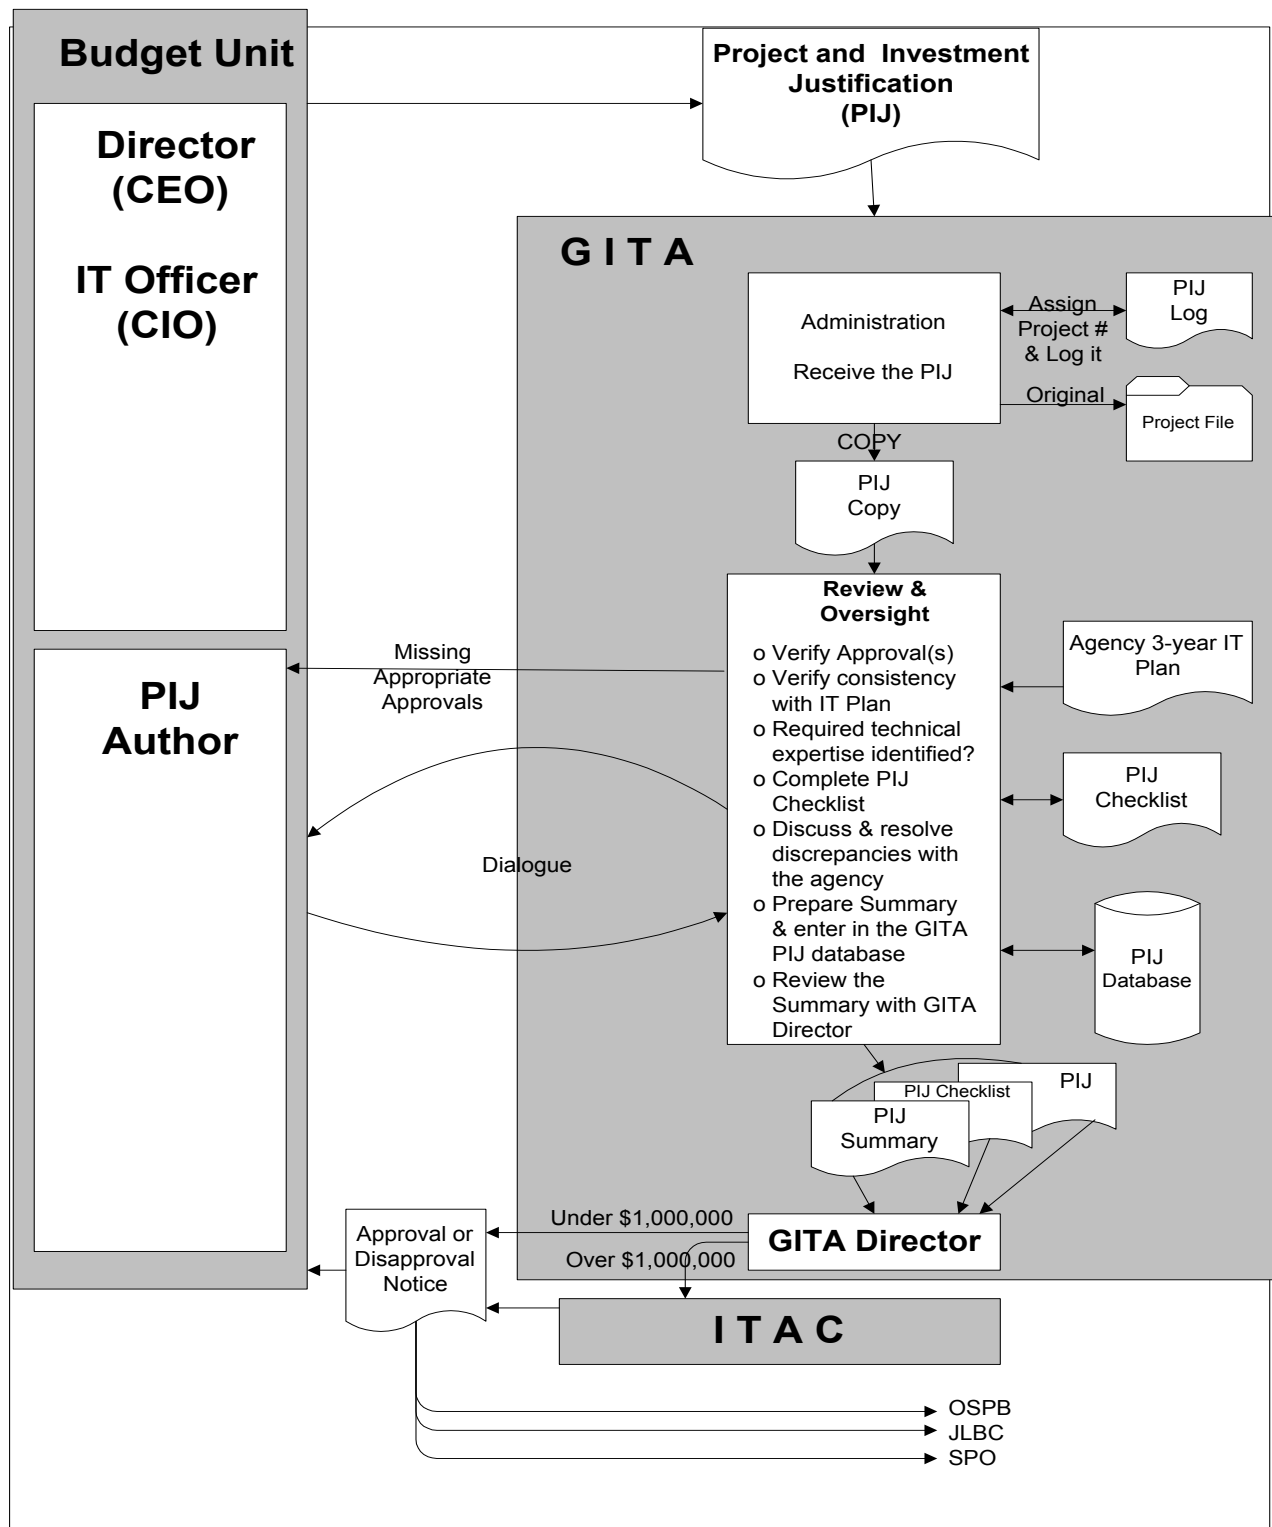 Budget Unit
Director
(CEO)
IT Officer
(CIO)
PIJ
Author
Project and Investment
Justification
(PIJ)
G I T A
Administration
Receive the PIJ
Assign
Project #
& Log it
PIJ
Log
Original
Project File
COPY
PIJ
Copy
Review &
Oversight
o Verify Approval(s)
o Verify consistency
with IT Plan
o Required technical
expertise identified?
o Complete PIJ
Checklist
o Discuss & resolve
discrepancies with
the agency
o Prepare Summary
& enter in the GITA
PIJ database
o Review the
Summary with GITA
Director
Missing
Appropriate
Approvals
Dialogue
Agency 3-year IT
Plan
PIJ
Checklist
PIJ
Database
PIJ
PIJ Checklist
PIJ
Summary
Under $1,000,000
Over $1,000,000
GITA Director
Approval or
Disapproval
Notice
I T A C
OSPB
JLBC
SPO